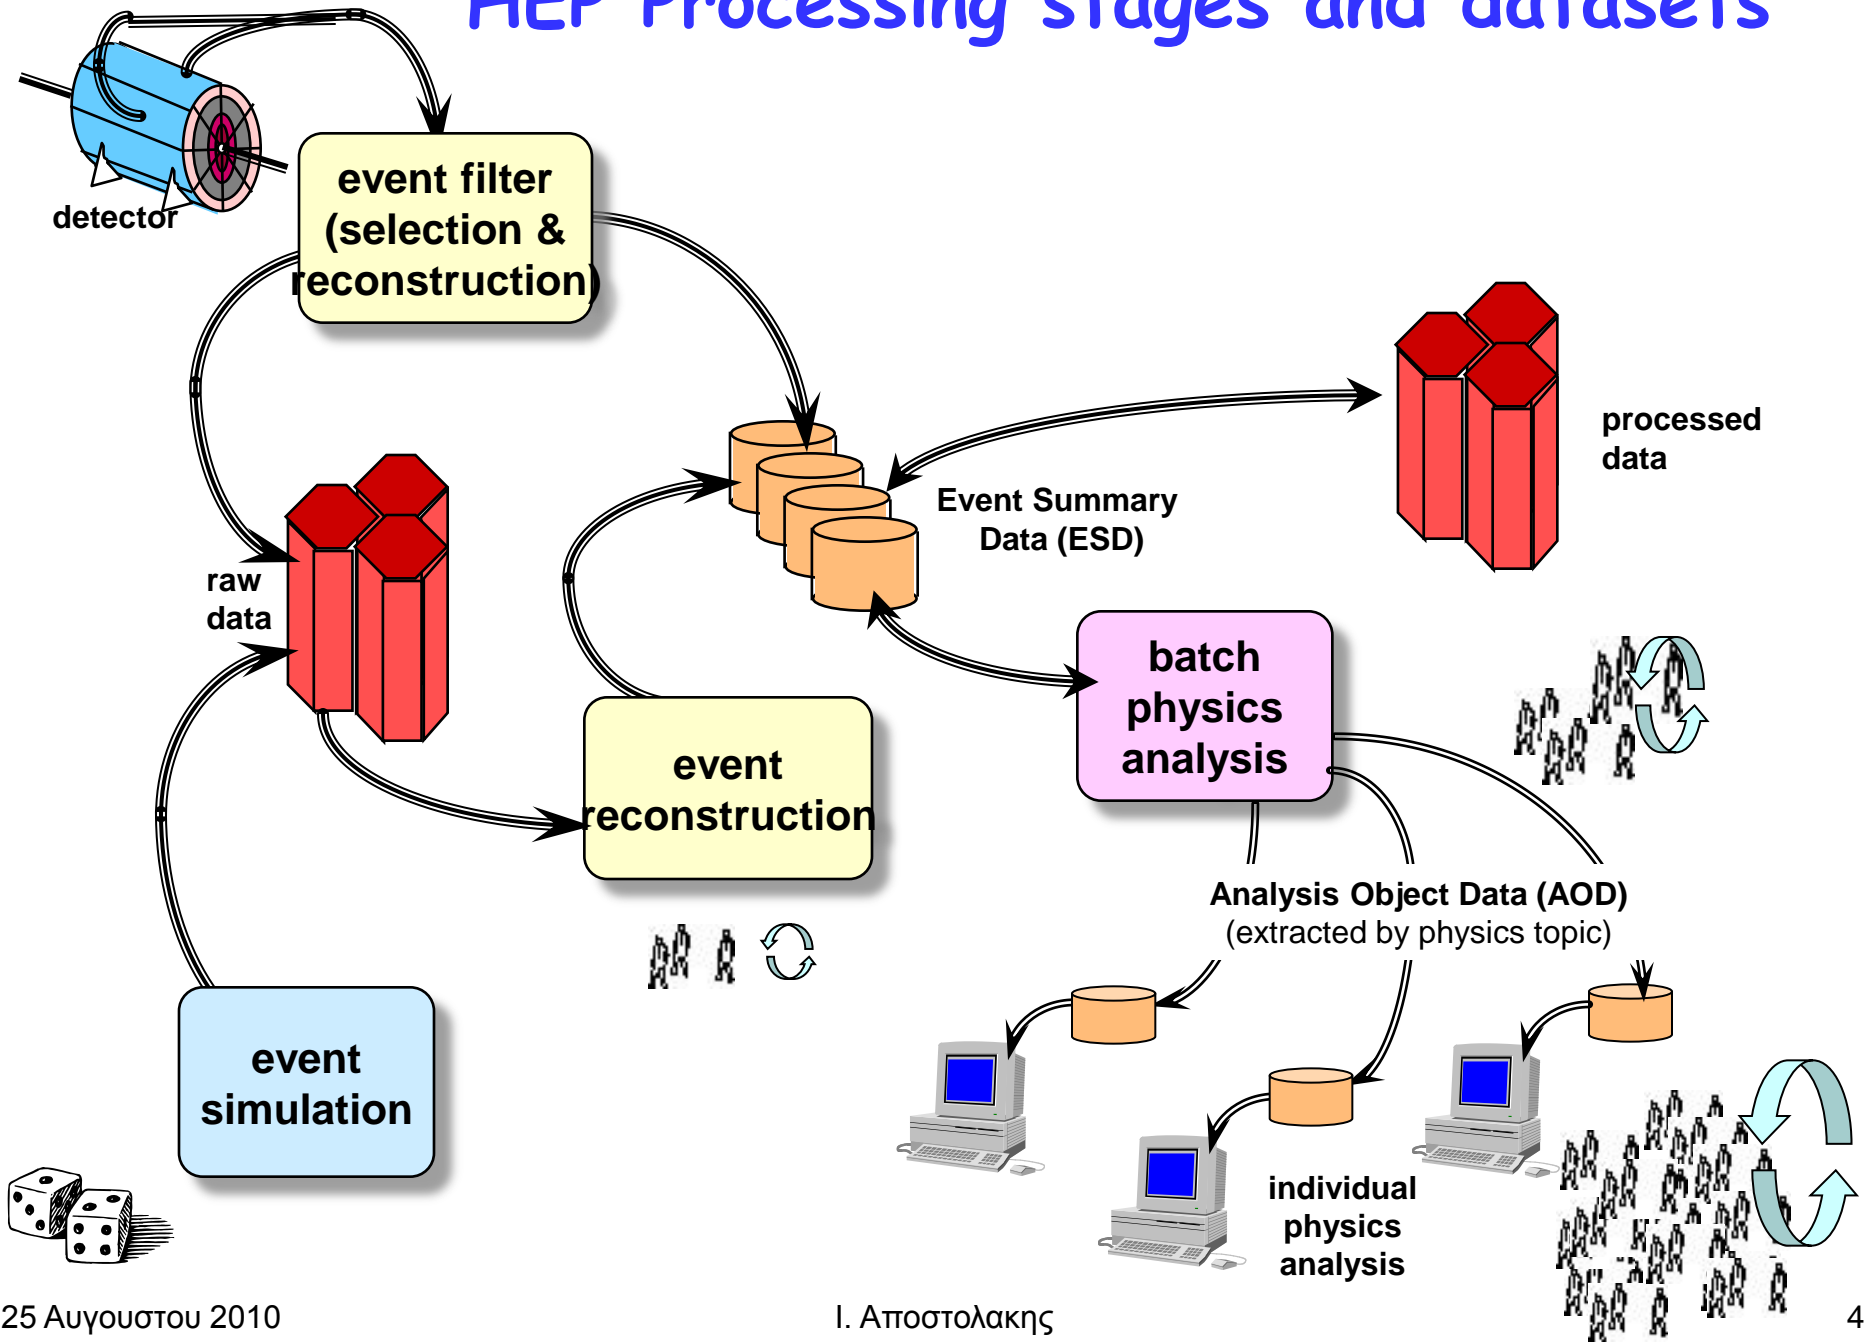 HEP Processing stages and datasets
event filter
(selection &
reconstruction)
detector
processed
data
Event Summary
Data (ESD)
raw
data
batch
physics
analysis
event
reconstruction
Analysis Object Data (AOD)
(extracted by physics topic)
event
simulation
individual
physics
analysis
25 Αυγουστου 2010
Ι. Αποστολακης
4